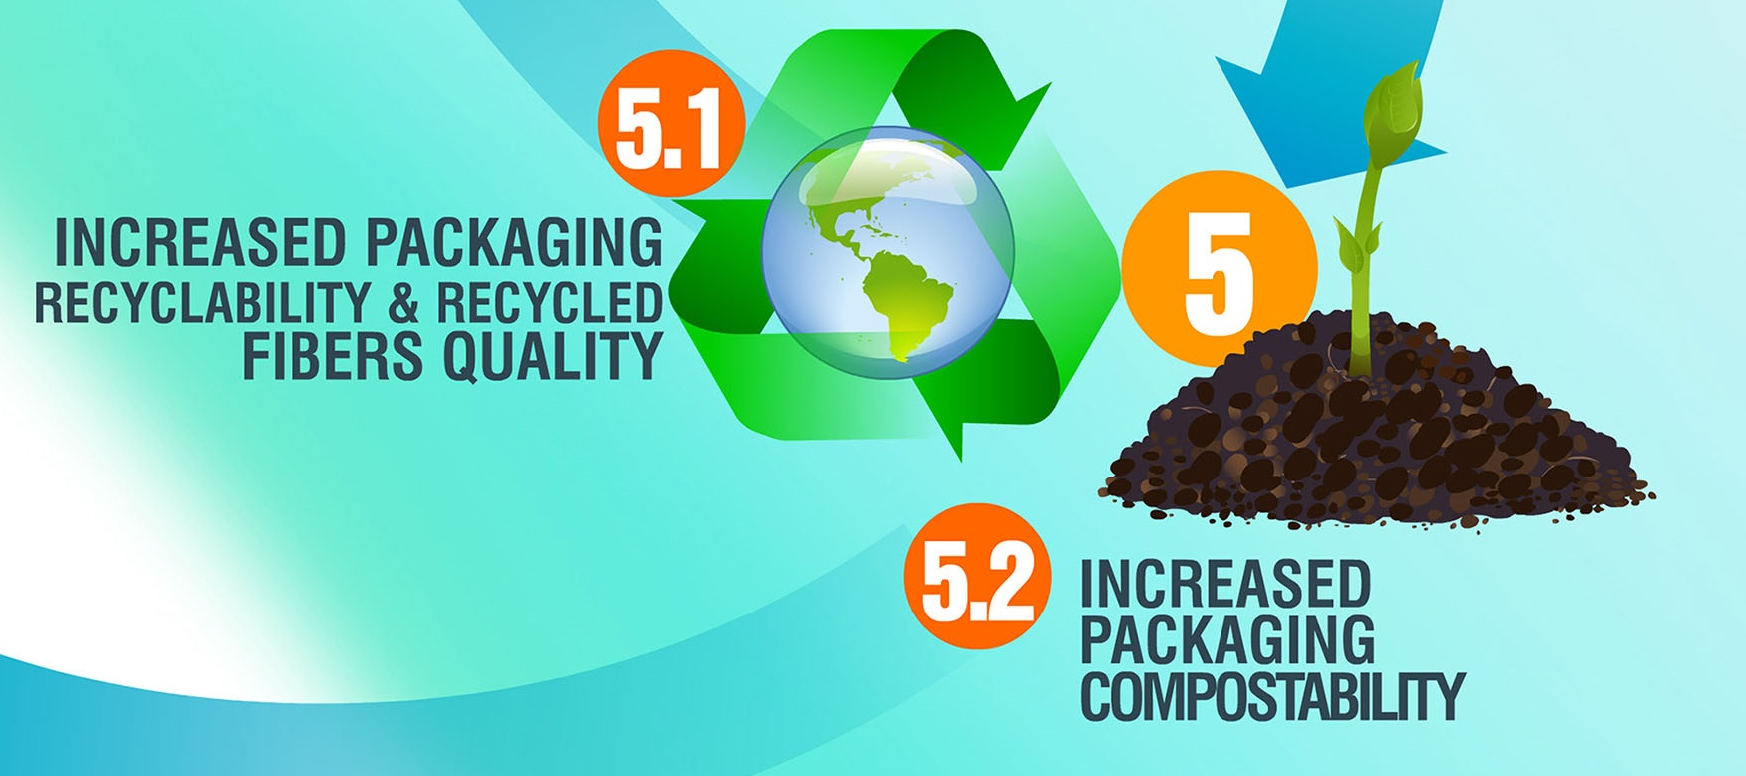 5.1
INCREASED PACKAGING
RECYCLABILITY & RECYCLED
FIBERS QUALITY
5
5.2
INCREASED
PACKAGING
COMPOSTABILITY